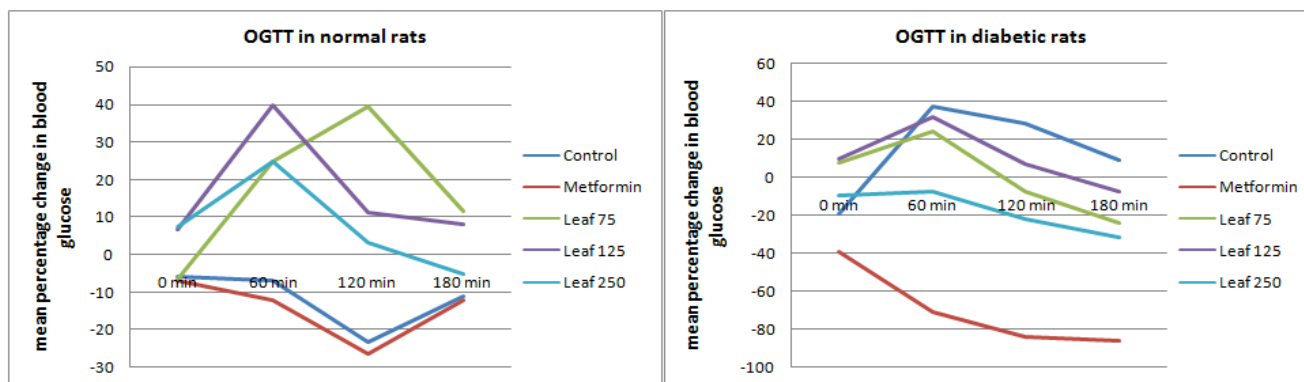 OGTT in normal rats
mean percentage change in blood
glucose
50
40
30
20
10
0
-10
-20
-30
0 min
60 min
120 min
180 min
Control
Metformin
Leaf 75
Leaf 125
Leaf 250
OGTT in diabetic rats
mean percentage change in blood
glucose
60
40
20
0
-20
-40
-60
-80
-100
0 min
60 min
120 min
180 min
Control
Metformin
Leaf 75
Leaf 125
Leaf 250